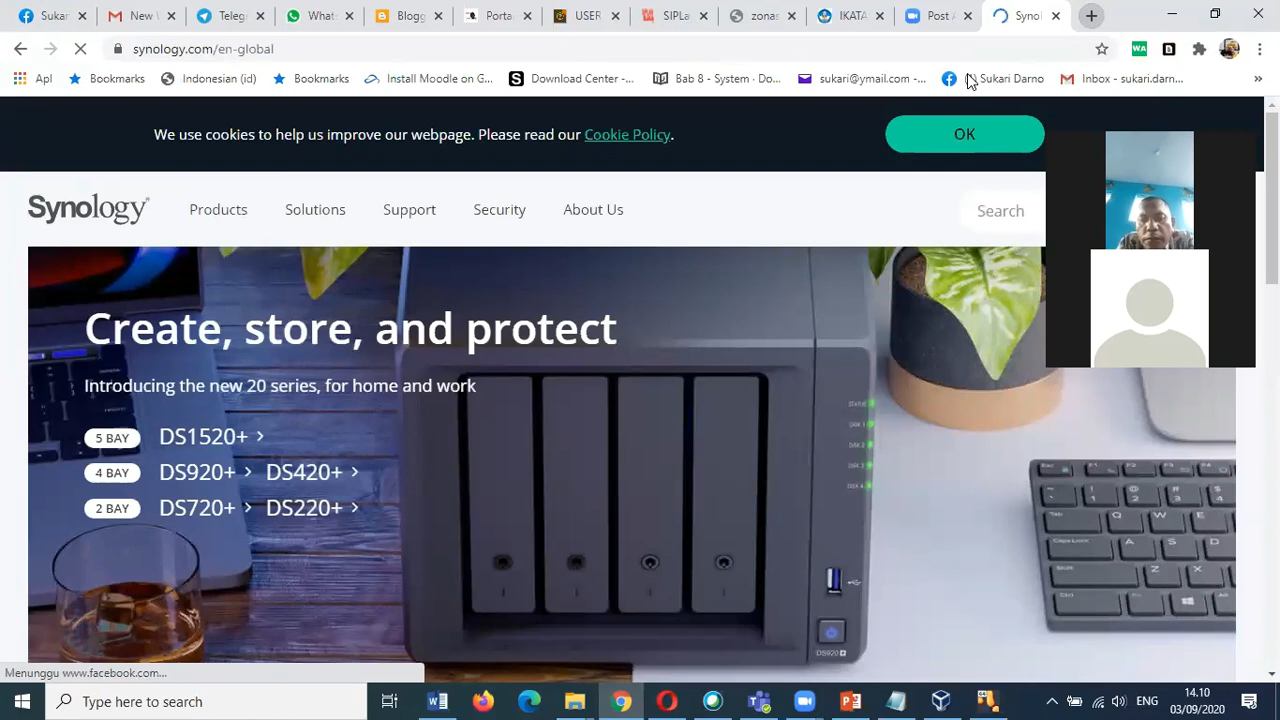 Sukar
New
Teleg
Whats
Blogg
Porta
USER
SIPLa
zonas
IKATA
Post A
Synol
synology.com/en-global
Apl
Bookmarks
Indonesian (id)
Bookmarks
Install Moodle on G...
Download Center -...
Bab 8 - System · Do...
sukari@ymail.com -...
Sukari Darno
Inbox - sukari.darn...
We use cookies to help us improve our webpage. Please read our Cookie Policy.
OK
Synology
Products
Solutions
Support
Security
About Us
Search
Create, store, and protect
Introducing the new 20 series, for home and work
5 BAY DS1520+
4 BAY DS920+ DS420+
2 BAY DS720+ DS220+
DS920+
Menunggu www.facebook.com...
Type here to search
ENG
14.10
03/09/2020